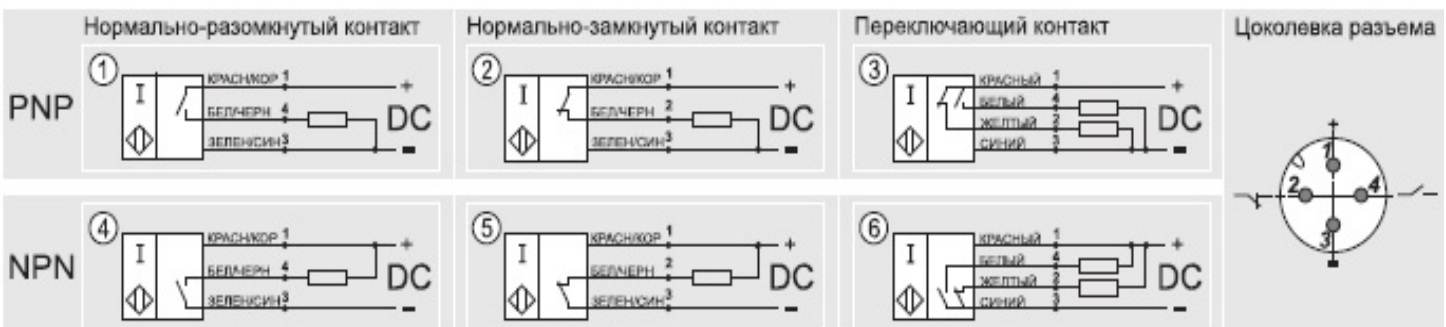 Нормально-разомкнутый контакт
Нормально-замкнутый контакт
Переключающий контакт
Цоколевка разъема
PNP
1
I
КРАСН/КОР 1
+
БЕЛ/ЧЕРН 4
DC
ЗЕЛЕН/СИН 3
-
2
I
КРАСН/КОР 1
+
БЕЛ/ЧЕРН 2
DC
ЗЕЛЕН/СИН 3
-
3
I
КРАСНЫЙ 1
+
БЕЛЫЙ 4
ЖЕЛТЫЙ 2
DC
СИНИЙ 3
-
NPN
4
I
КРАСН/КОР 1
+
БЕЛ/ЧЕРН 4
DC
ЗЕЛЕН/СИН 3
-
5
I
КРАСН/КОР 1
+
БЕЛ/ЧЕРН 2
DC
ЗЕЛЕН/СИН 3
-
6
I
КРАСНЫЙ 1
+
БЕЛЫЙ 4
ЖЕЛТЫЙ 2
DC
СИНИЙ 3
-
+
1
2
4
3
-